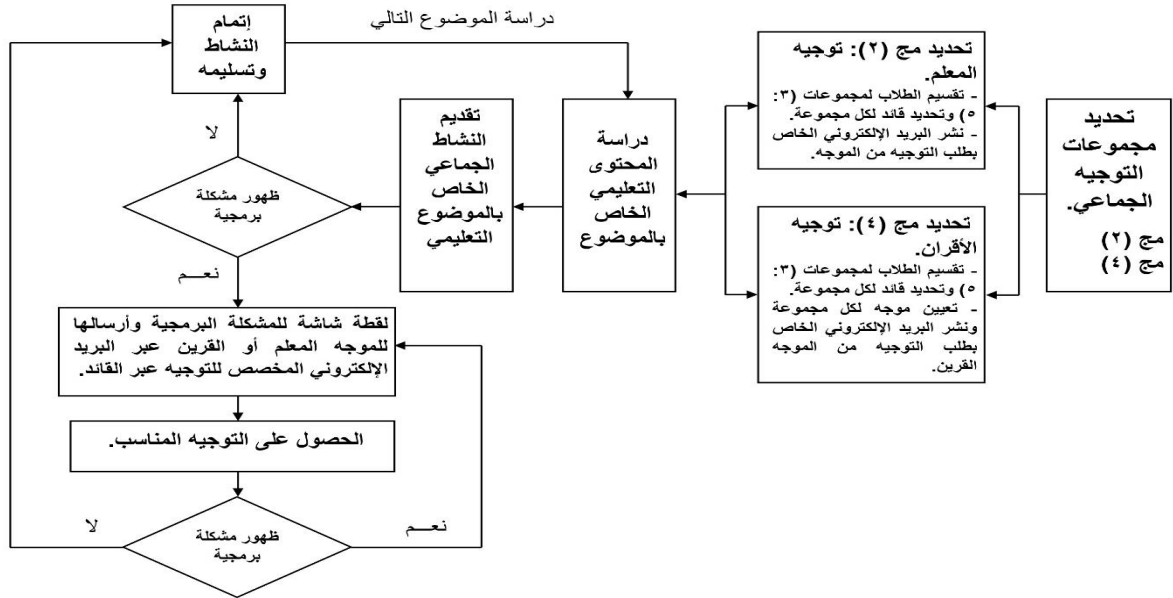 تحديد
مجموعات
التوجيه
الجماعي.
مج (٢)
مج (٤)
تحديد مج (٢): توجيه
المعلم.
- تقسيم الطلاب لمجموعات (٣:
٥) وتحديد قائد لكل مجموعة.
- نشر البريد الإلكتروني الخاص
بطلب التوجيه من الموجه.
تحديد مج (٤): توجيه
الأقران.
- تقسيم الطلاب لمجموعات (٣:
٥) وتحديد قائد لكل مجموعة.
- تعيين موجه لكل مجموعة
ونشر البريد الإلكتروني الخاص
بطلب التوجيه من الموجه
القرين.
دراسة
المحتوى
التعليمي
الخاص
بالموضوع
تقديم
النشاط
الجماعي
الخاص
بالموضوع
التعليمي
دراسة الموضوع التالي
إتمام
النشاط
وتسليمه
لا
ظهور مشكلة
برمجية
نعـــم
لقطة شاشة للمشكلة البرمجية وأرسالها
للموجه المعلم أو القرين عبر البريد
الإلكتروني المخصص للتوجيه عبر القائد.
الحصول على التوجيه المناسب.
ظهور مشكلة
برمجية
نعـــم
لا